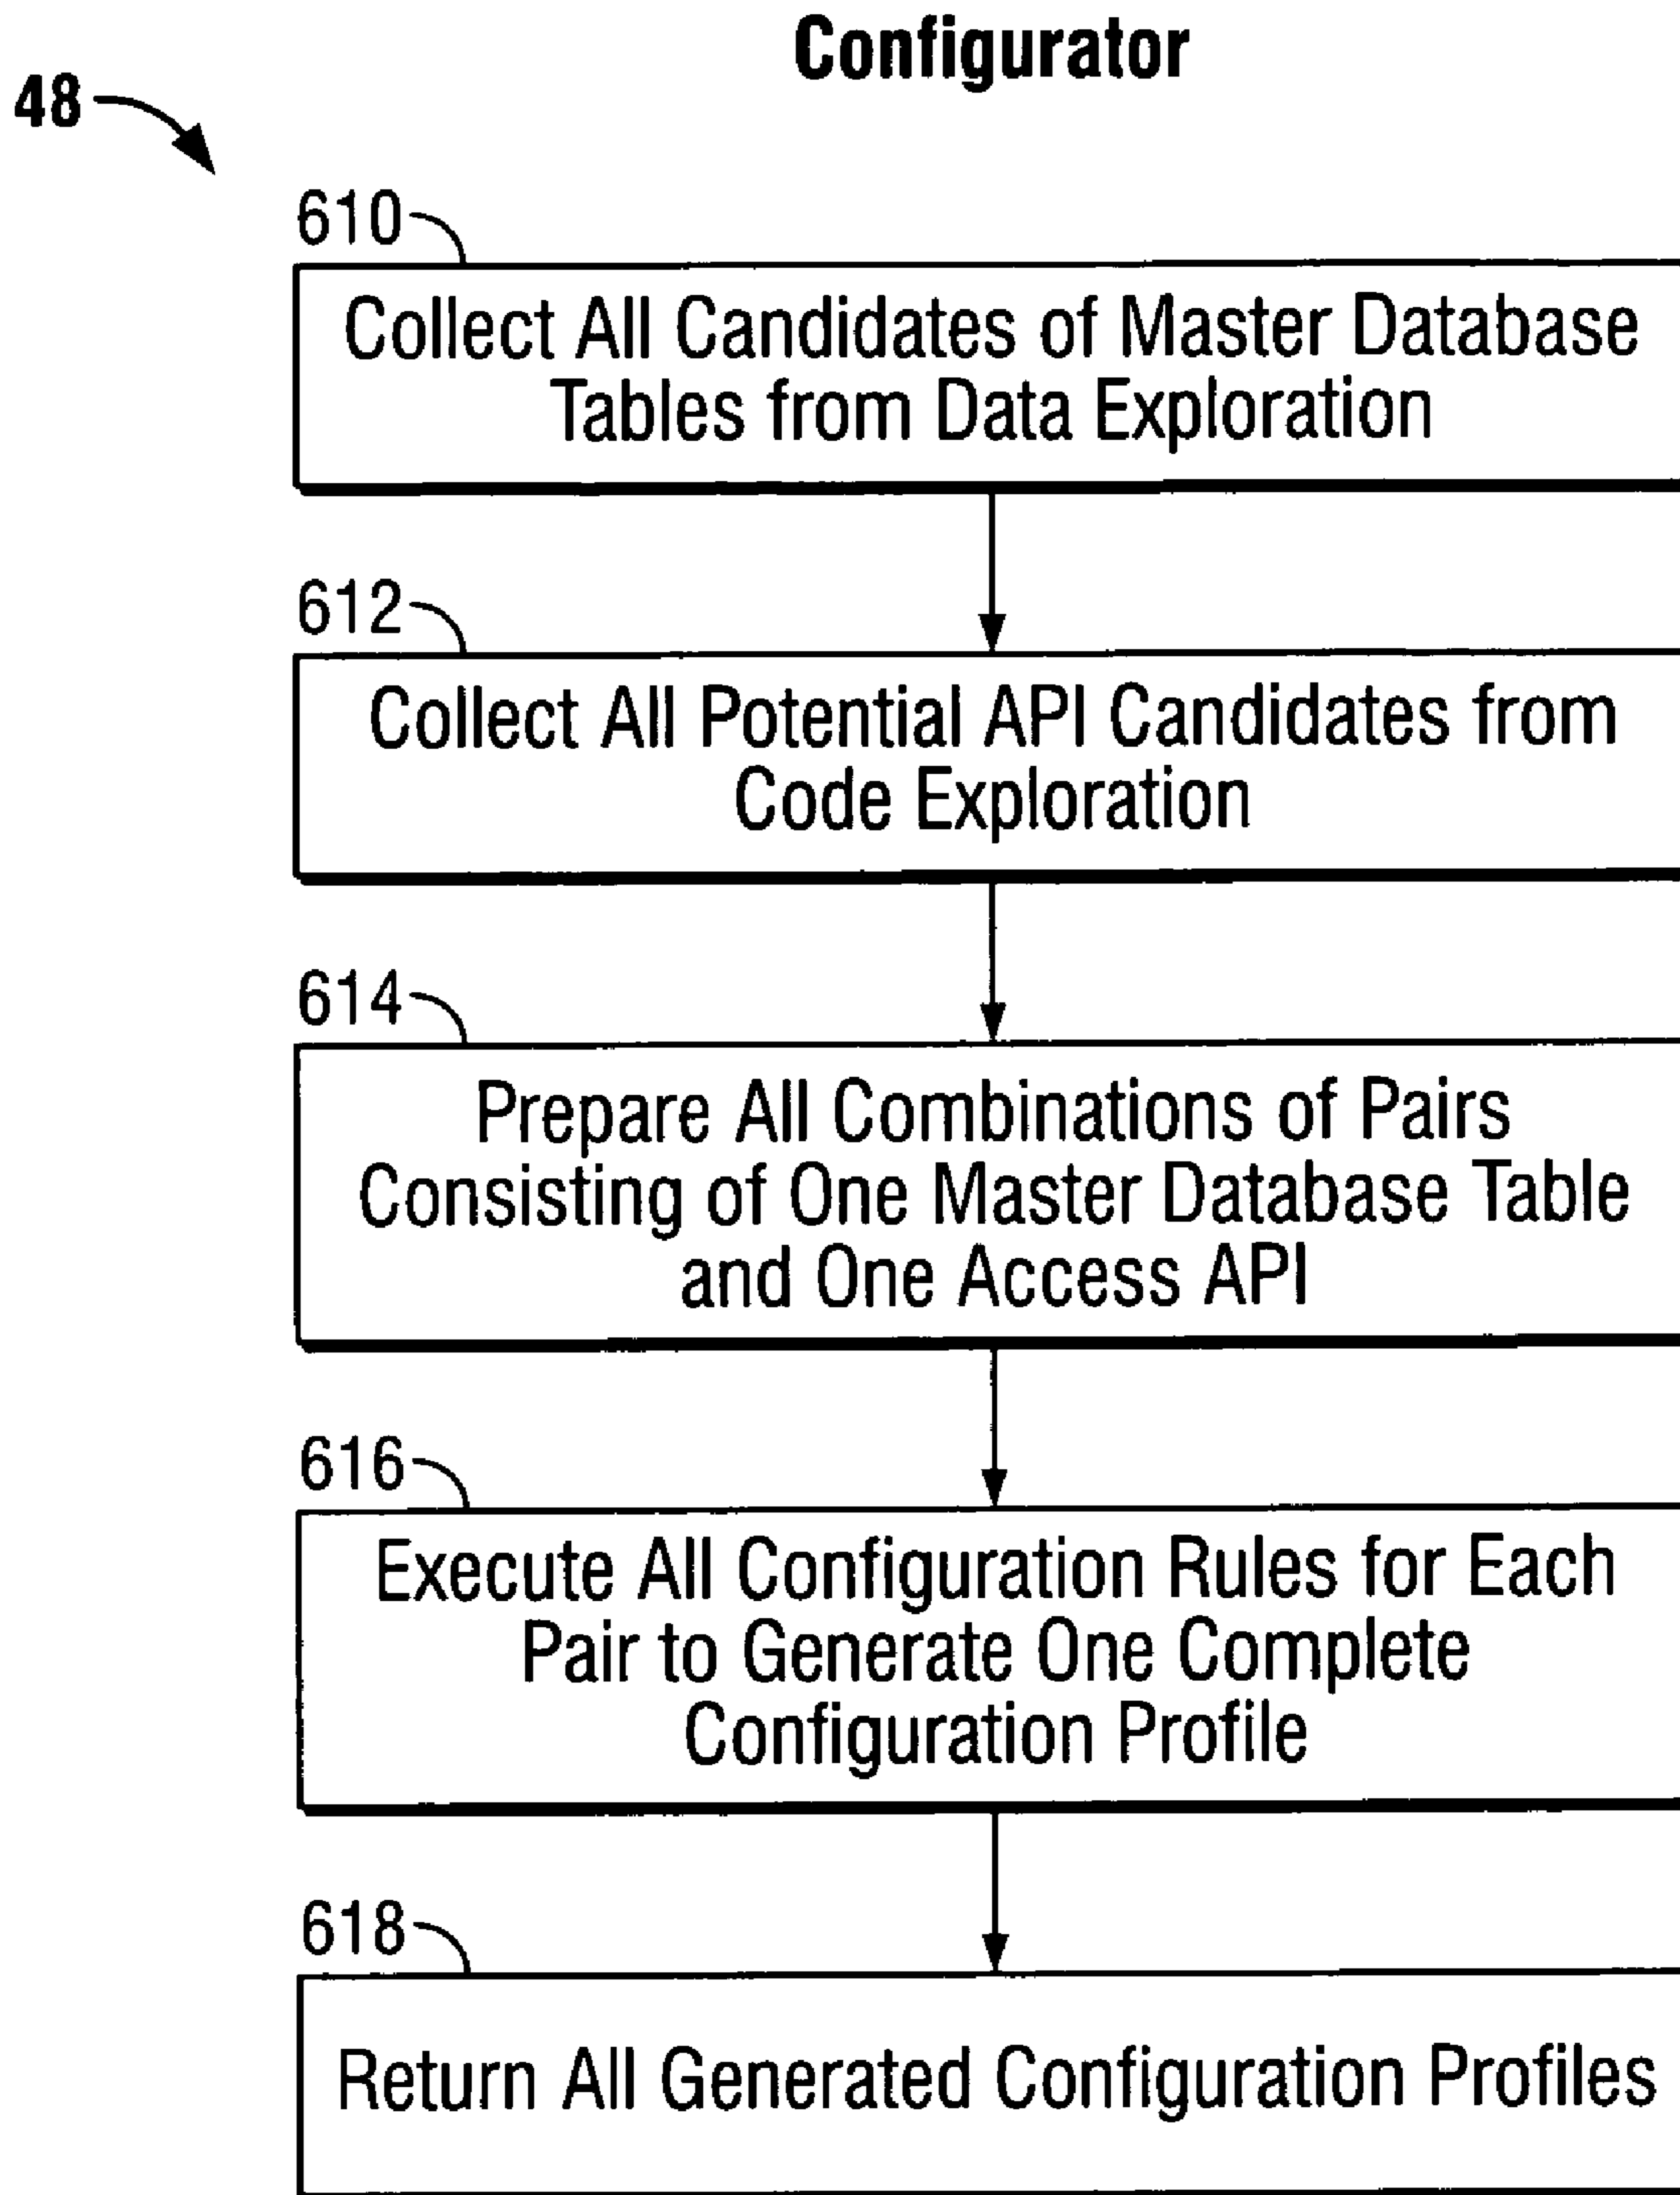 Configurator
48
610
Collect All Candidates of Master Database
Tables from Data Exploration
612
Collect All Potential API Candidates from
Code Exploration
614
Prepare All Combinations of Pairs
Consisting of One Master Database Table
and One Access API
616
Execute All Configuration Rules for Each
Pair to Generate One Complete
Configuration Profile
618
Return All Generated Configuration Profiles